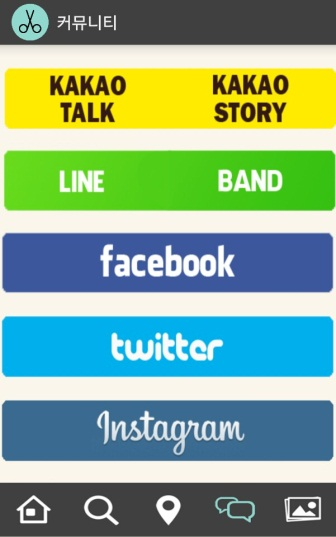 커뮤니티
KAKAO TALK
KAKAO STORY
LINE
BAND
facebook
twitter
Instagram